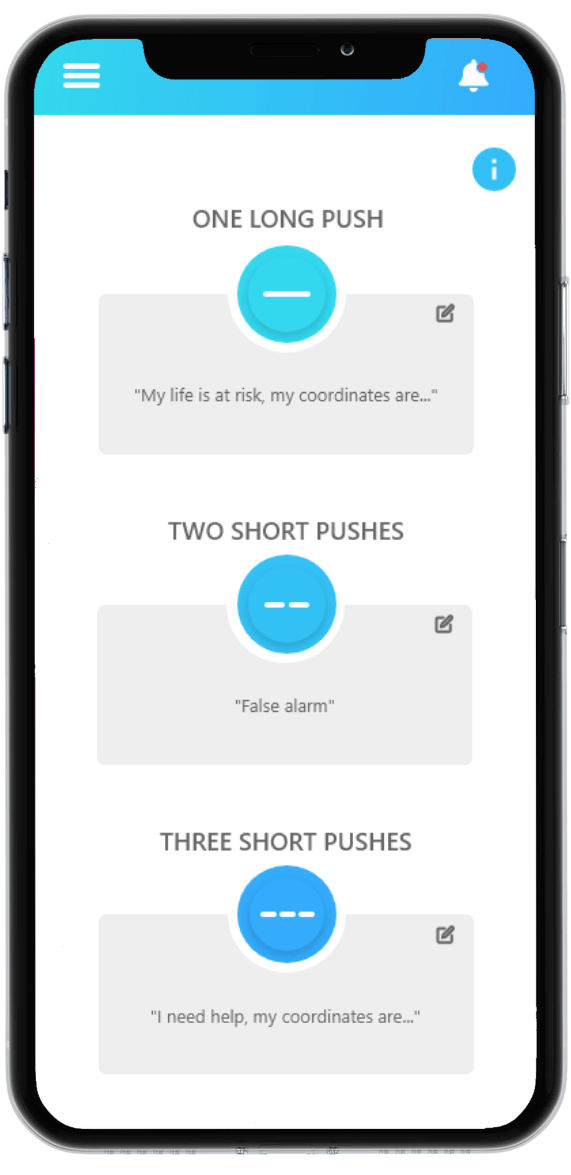 i
ONE LONG PUSH
"My life is at risk, my coordinates are..."
TWO SHORT PUSHES
"False alarm"
THREE SHORT PUSHES
"I need help, my coordinates are..."